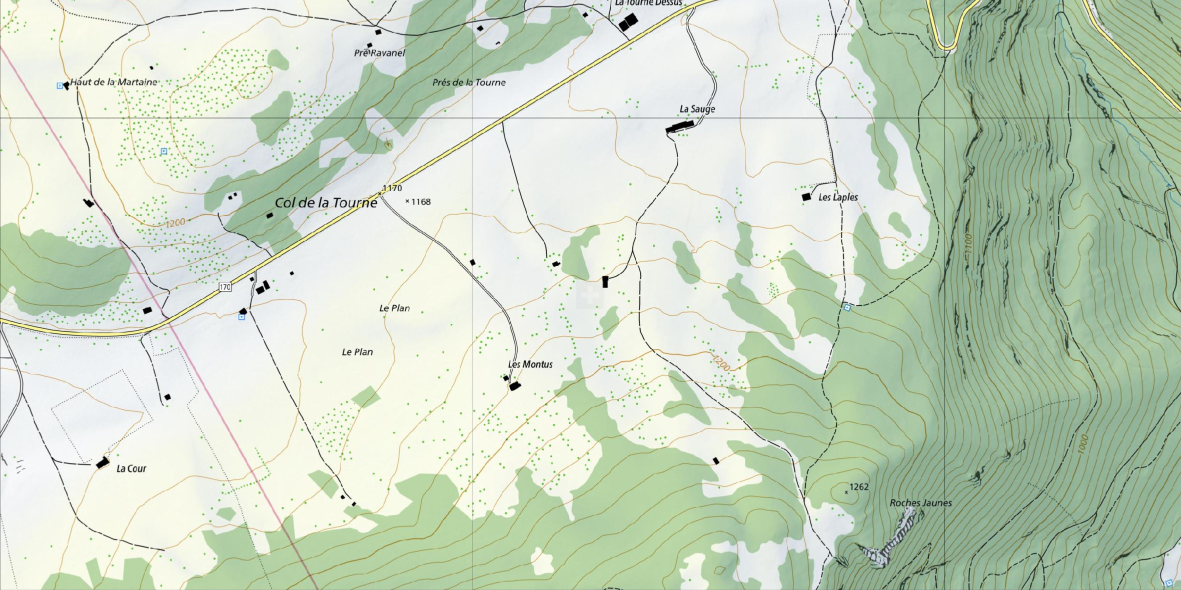 La Tourne Dessus
Pré Ravanel
Haut de la Martaine
Prés de la Tourne
La Sauge
1170
Col de la Tourne
1168
Les Laples
1200
1100
170
Le Plan
Le Plan
Les Montus
1200
1000
La Cour
1262
Roches Jaunes